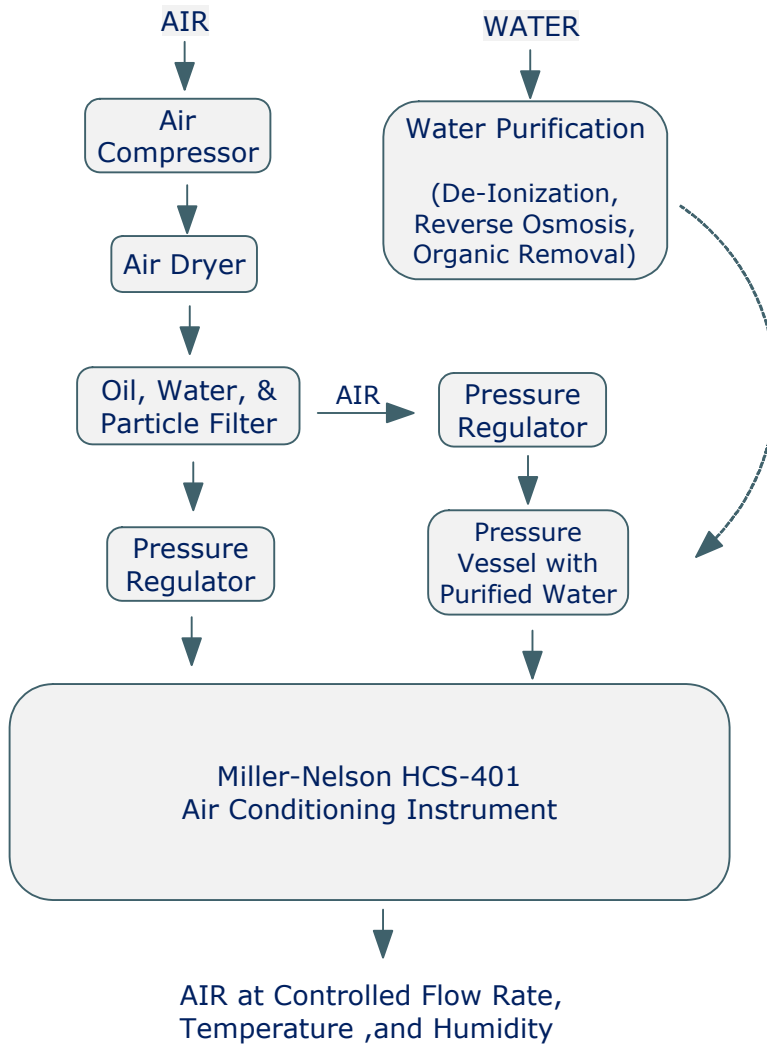 AIR
WATER
Air
Compressor
Water Purification
(De-Ionization,
Reverse Osmosis,
Organic Removal)
Air Dryer
Oil, Water, &
Particle Filter
AIR
Pressure
Regulator
Pressure
Regulator
Pressure
Vessel with
Purified Water
Miller-Nelson HCS-401
Air Conditioning Instrument
AIR at Controlled Flow Rate,
Temperature ,and Humidity